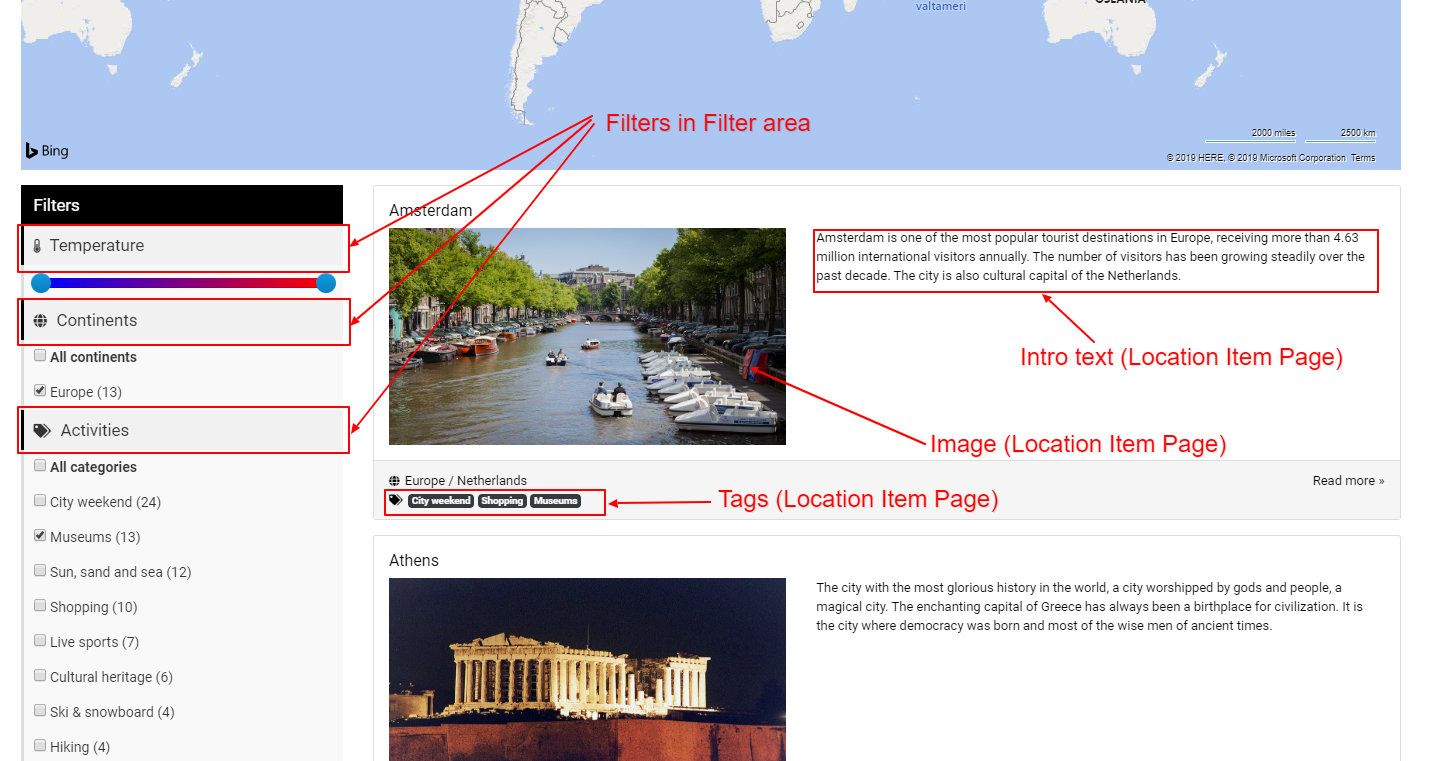 valtameri
OSEANIA
Filters in Filter area
2000 miles 2500 km
Bing
© 2019 HERE, © 2019 Microsoft Corporation Terms
Filters
Temperature
Continents
All continents
Europe (13)
Activities
All categories
City weekend (24)
Museums (13)
Sun, sand and sea (12)
Shopping (10)
Live sports (7)
Cultural heritage (6)
Ski & snowboard (4)
Hiking (4)
Amsterdam
Amsterdam is one of the most popular tourist destinations in Europe, receiving more than 4.63
million international visitors annually. The number of visitors has been growing steadily over the
past decade. The city is also cultural capital of the Netherlands.
Intro text (Location Item Page)
Image (Location Item Page)
Europe / Netherlands
Read more »
City weekend Shopping Museums
Tags (Location Item Page)
Athens
The city with the most glorious history in the world, a city worshipped by gods and people, a
magical city. The enchanting capital of Greece has always been a birthplace for civilization. It is
the city where democracy was born and most of the wise men of ancient times.